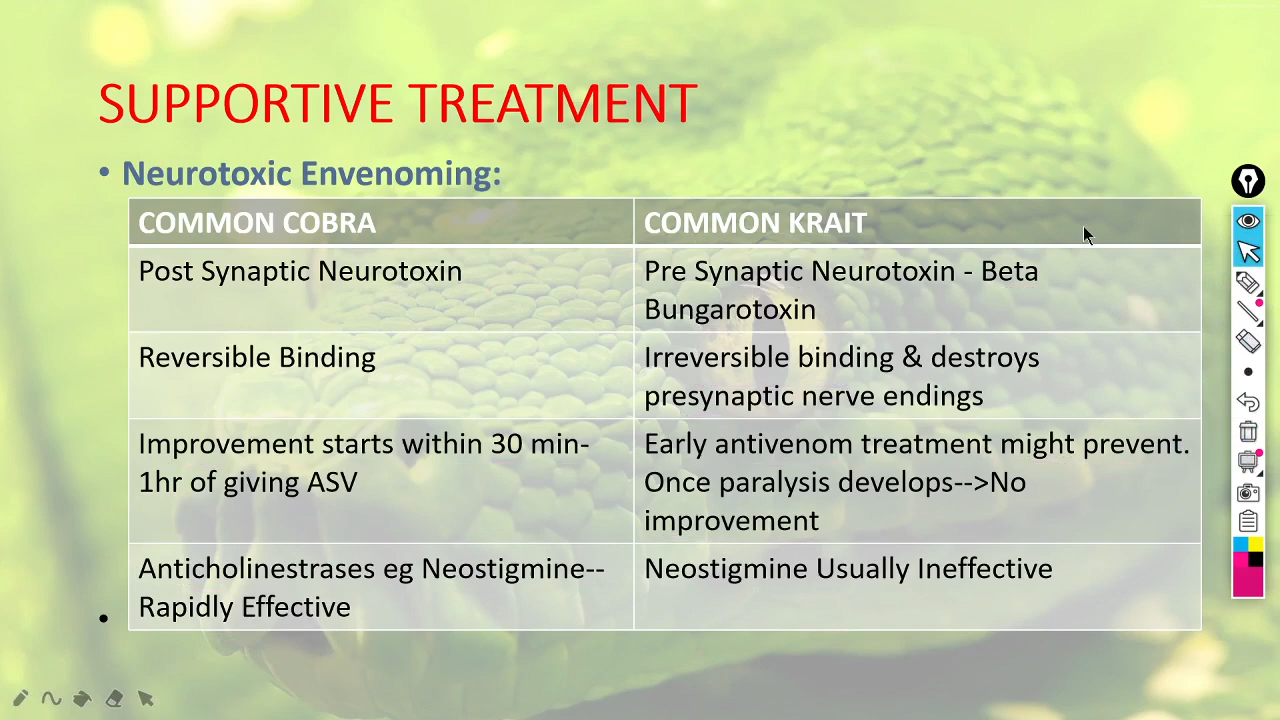 SUPPORTIVE TREATMENT
• Neurotoxic Envenoming:
COMMON COBRA
COMMON KRAIT
Post Synaptic Neurotoxin
Pre Synaptic Neurotoxin - Beta
Bungarotoxin
Reversible Binding
Irreversible binding & destroys
presynaptic nerve endings
Improvement starts within 30 min-
1hr of giving ASV
Early antivenom treatment might prevent.
Once paralysis develops-->No
improvement
Anticholinestrases eg Neostigmine--
Rapidly Effective
Neostigmine Usually Ineffective
•